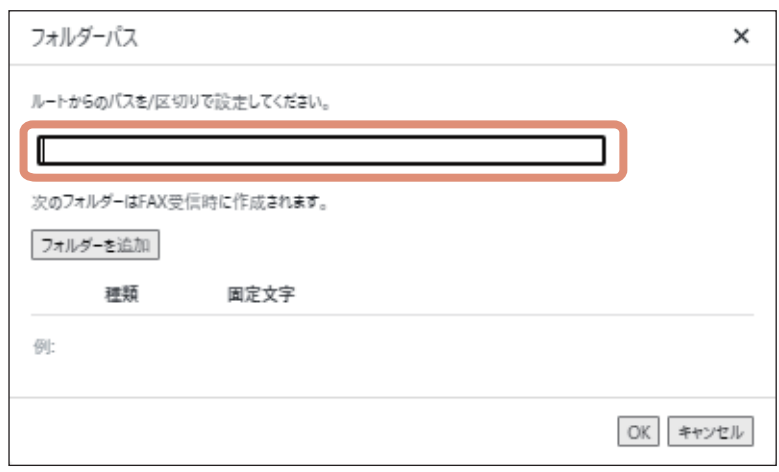 フォルダーパス
ルートからのパスを/区切りで設定してください。
次のフォルダーはFAX受信時に作成されます。
フォルダーを追加
種類 固定文字
例:
OK キャンセル